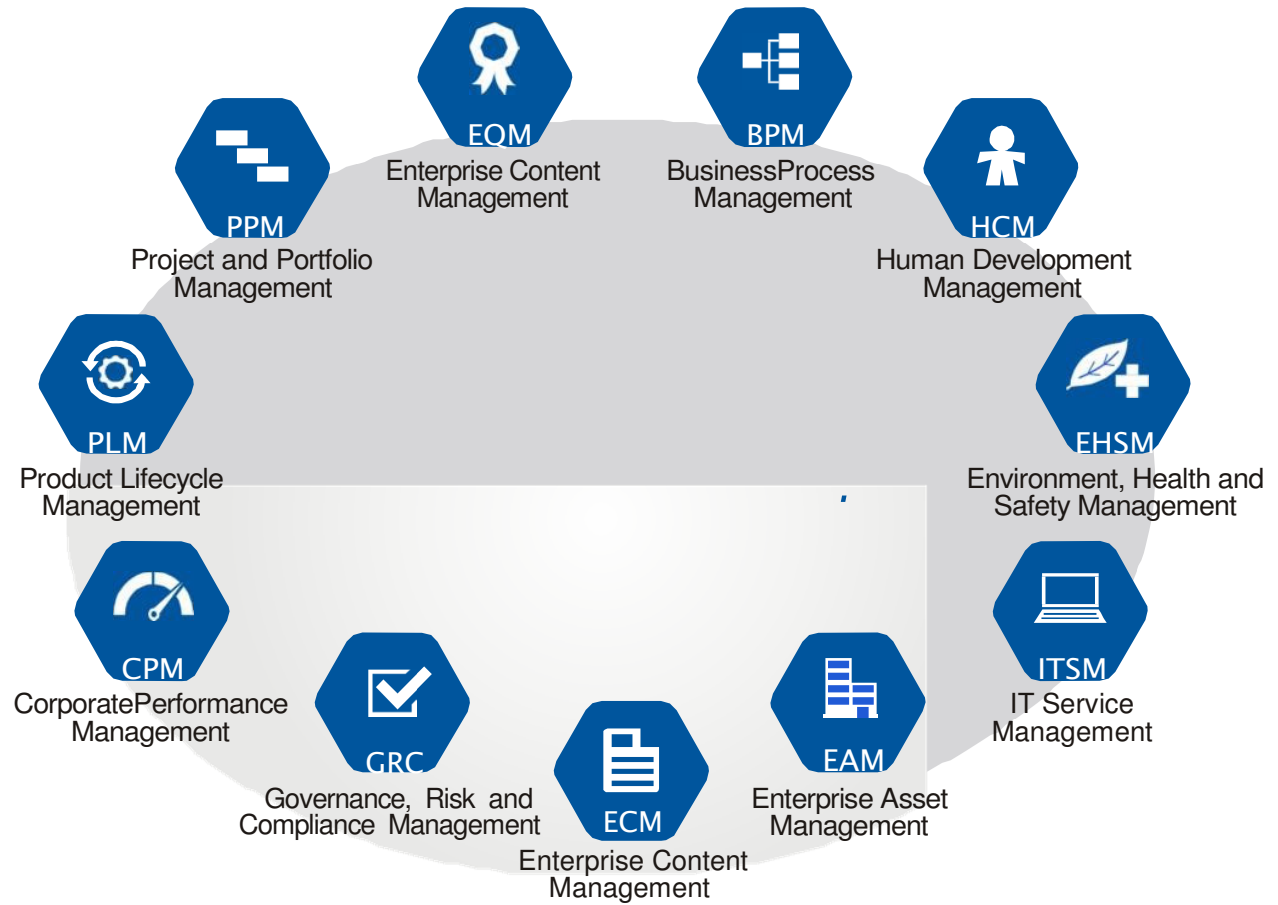 EQM
Enterprise Content
Management
BPM
BusinessProcess
Management
PPM
Project and Portfolio
Management
HCM
Human Development
Management
PLM
Product Lifecycle
Management
EHSM
Environment, Health and
Safety Management
CPM
CorporatePerformance
Management
ITSM
IT Service
Management
GRC
Governance, Risk and
Compliance Management
EAM
Enterprise Asset
Management
ECM
Enterprise Content
Management